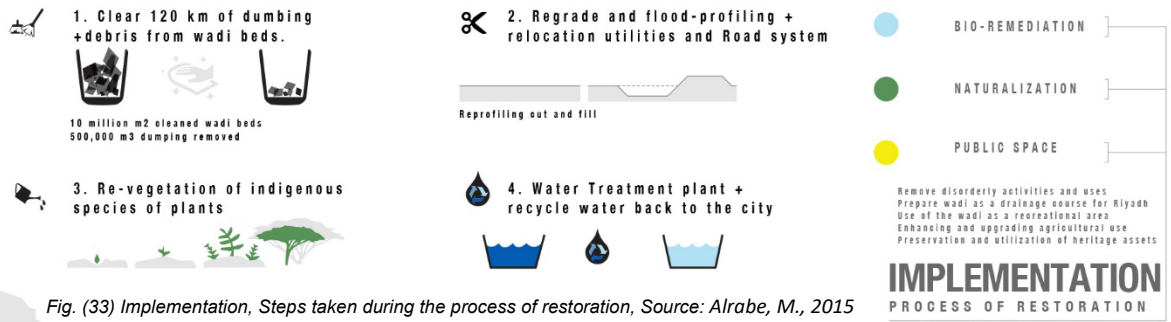 1. Clear 120 km of dumbing
+debris from wadi beds.
10 million m2 cleaned wadi beds
500,000 m3 dumping removed
2. Regrade and flood-profiling +
relocation utilities and Road system
Reprofiling cut and fill
3. Re-vegetation of indigenous
species of plants
4. Water Treatment plant +
recycle water back to the city
BIO-REMEDIATION
NATURALIZATION
PUBLIC SPACE
Remove disorderly activities and uses
Prepare wadi as a drainage course for Riyadh
Use of the wadi as a recreational area
Enhancing and upgrading agricultural use
Preservation and utilization of heritage assets
IMPLEMENTATION
PROCESS OF RESTORATION
Fig. (33) Implementation, Steps taken during the process of restoration, Source: Alrabe, M., 2015